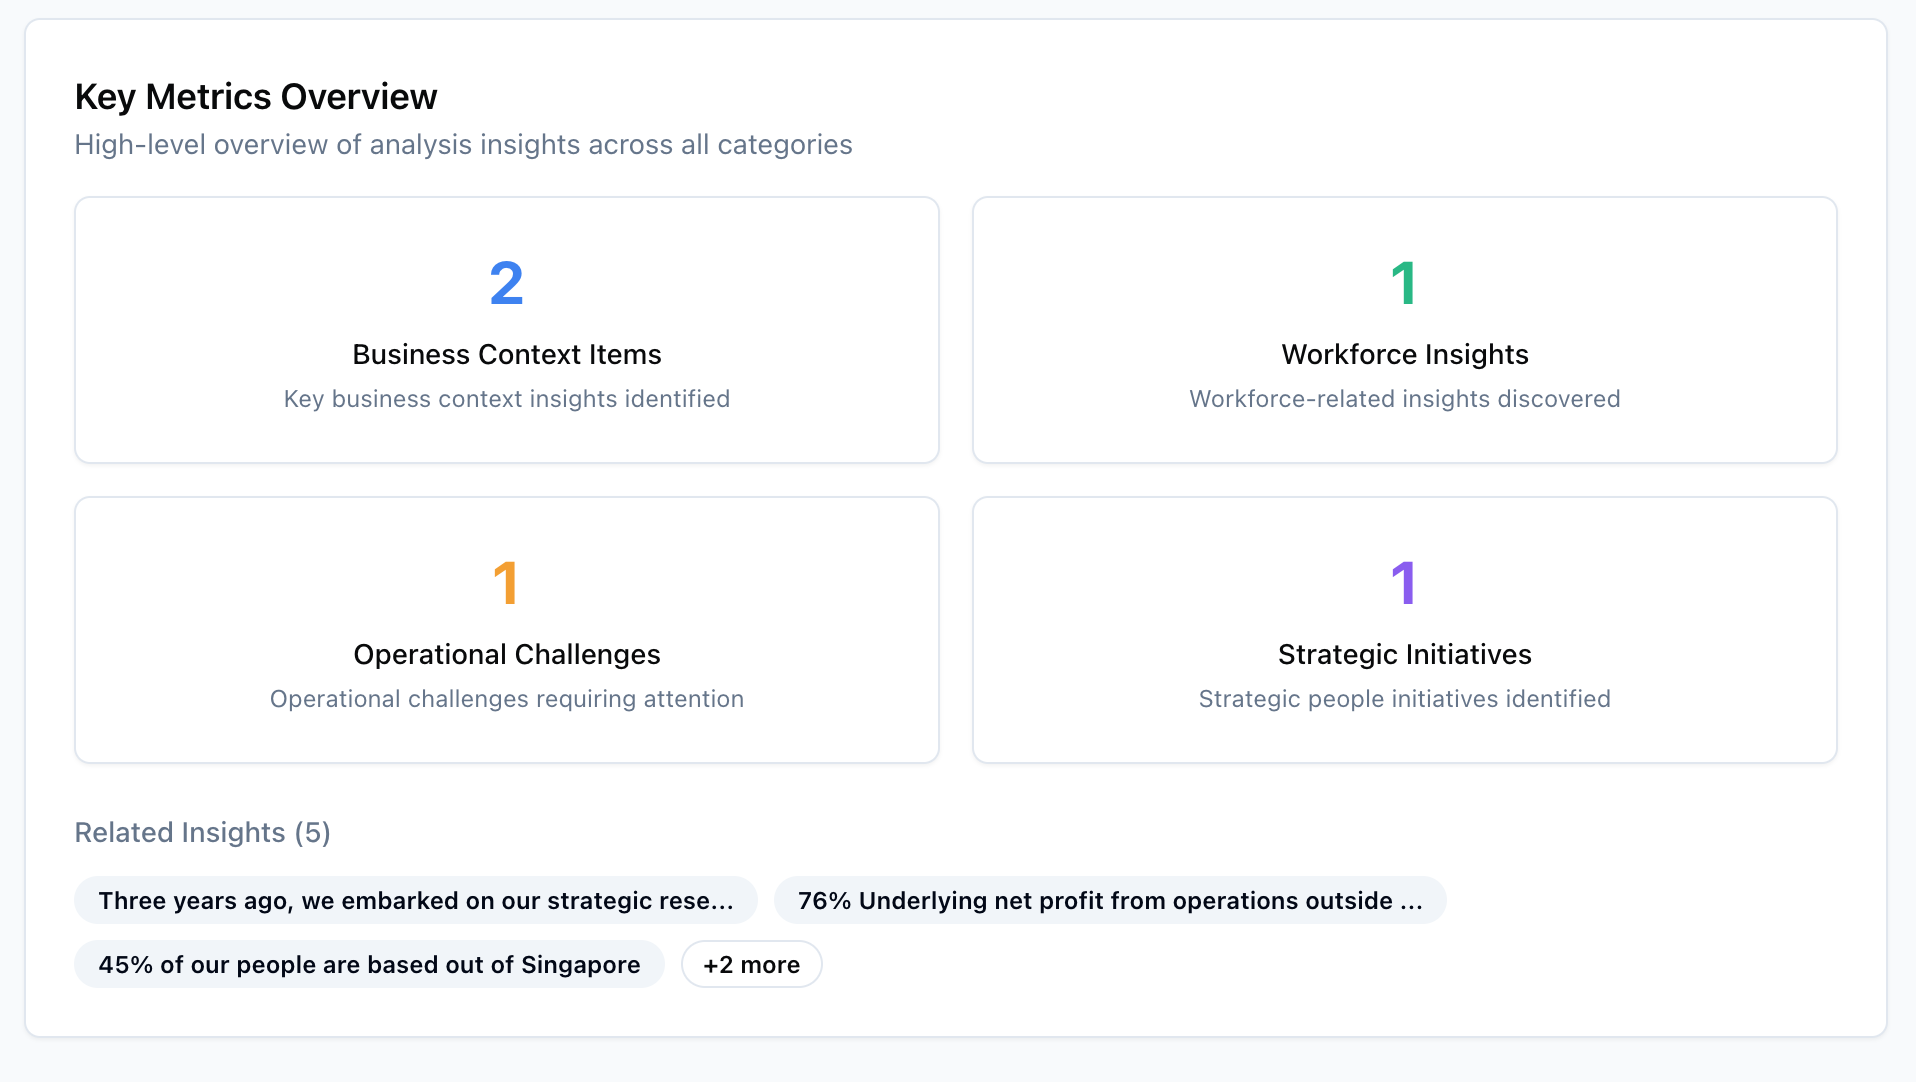 Key Metrics Overview
High-level overview of analysis insights across all categories
2
Business Context Items
Key business context insights identified
1
Workforce Insights
Workforce-related insights discovered
1
Operational Challenges
Operational challenges requiring attention
1
Strategic Initiatives
Strategic people initiatives identified
Related Insights (5)
Three years ago, we embarked on our strategic rese...
76% Underlying net profit from operations outside ...
45% of our people are based out of Singapore
+2 more